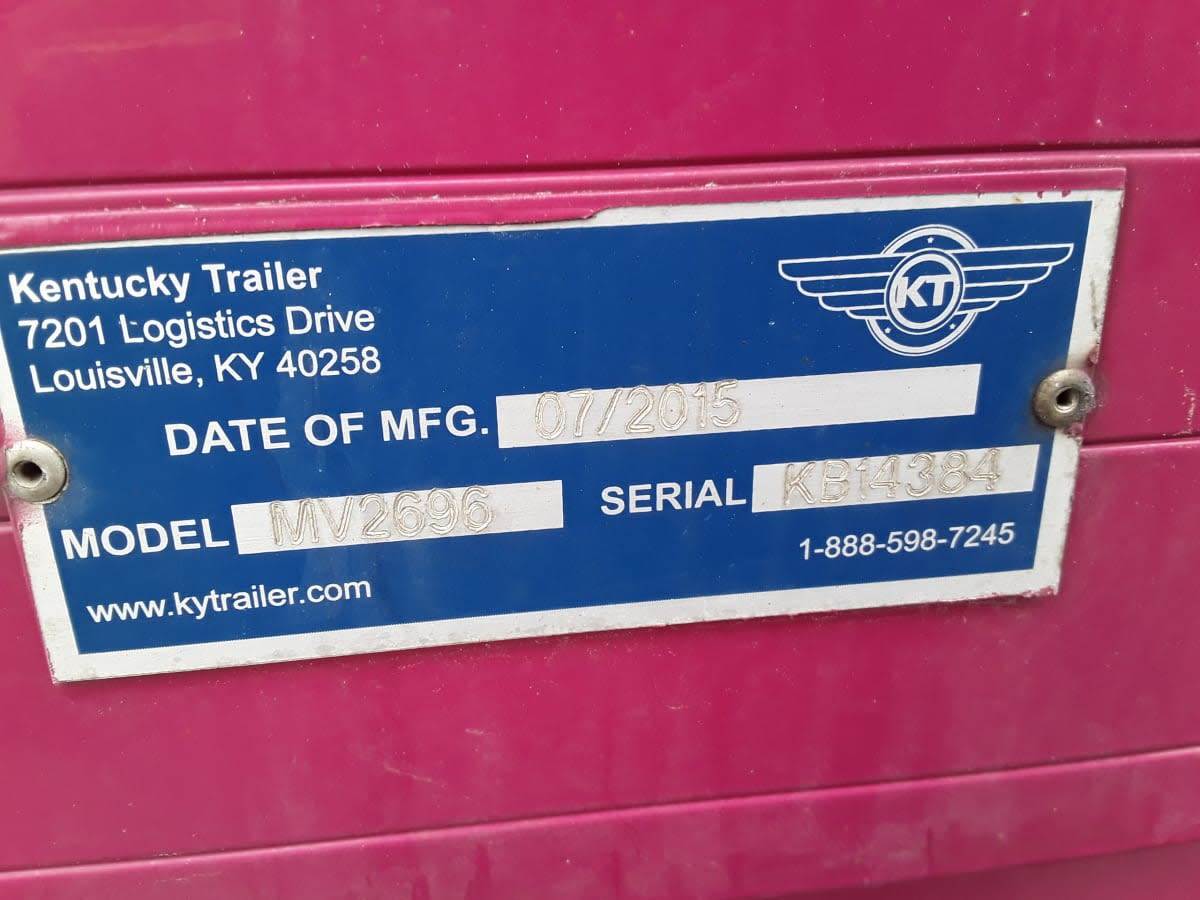 Kentucky Trailer
7201 Logistics Drive
Louisville, KY 40258
KT
DATE OF MFG. 07/2015
MODEL MV2696 SERIAL KB14384
www.kytrailer.com 1-888-598-7245